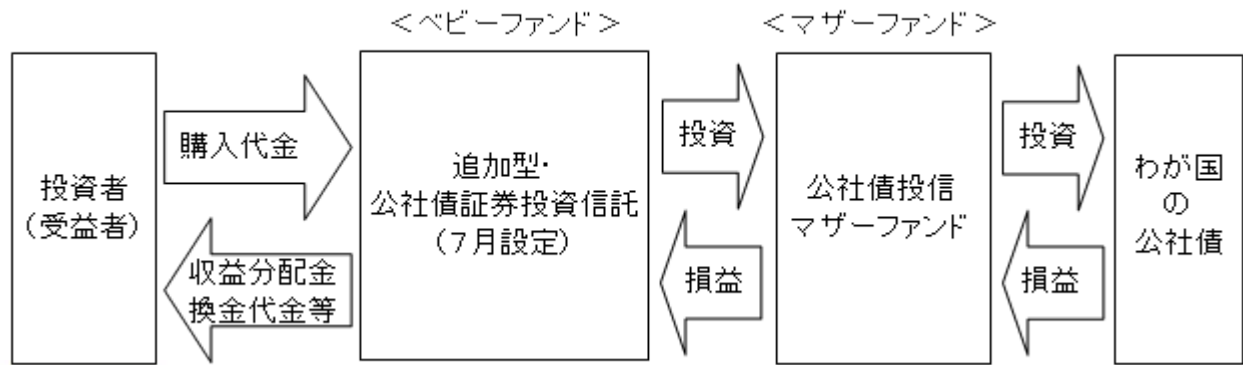 ＜ベビーファンド＞
＜マザーファンド＞
投資者
(受益者)
購入代金
収益分配金
換金代金等
追加型・
公社債証券投資信託
(７月設定)
投資
損益
公社債投信
マザーファンド
投資
損益
わが国
の
公社債